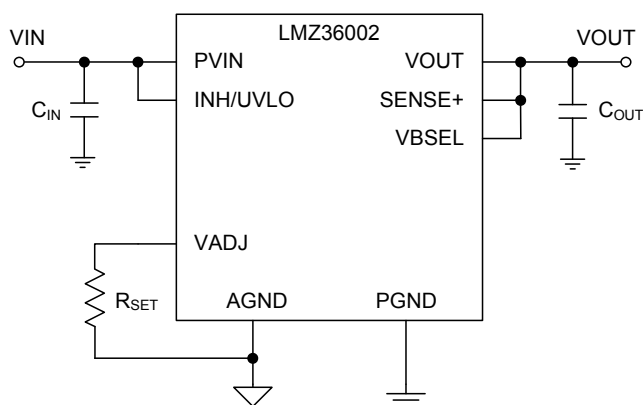 LMZ36002
VIN
PVIN
VOUT
VOUT
INH/UVLO
SENSE+
CIN
COUT
VBSEL
VADJ
RSET
AGND
PGND